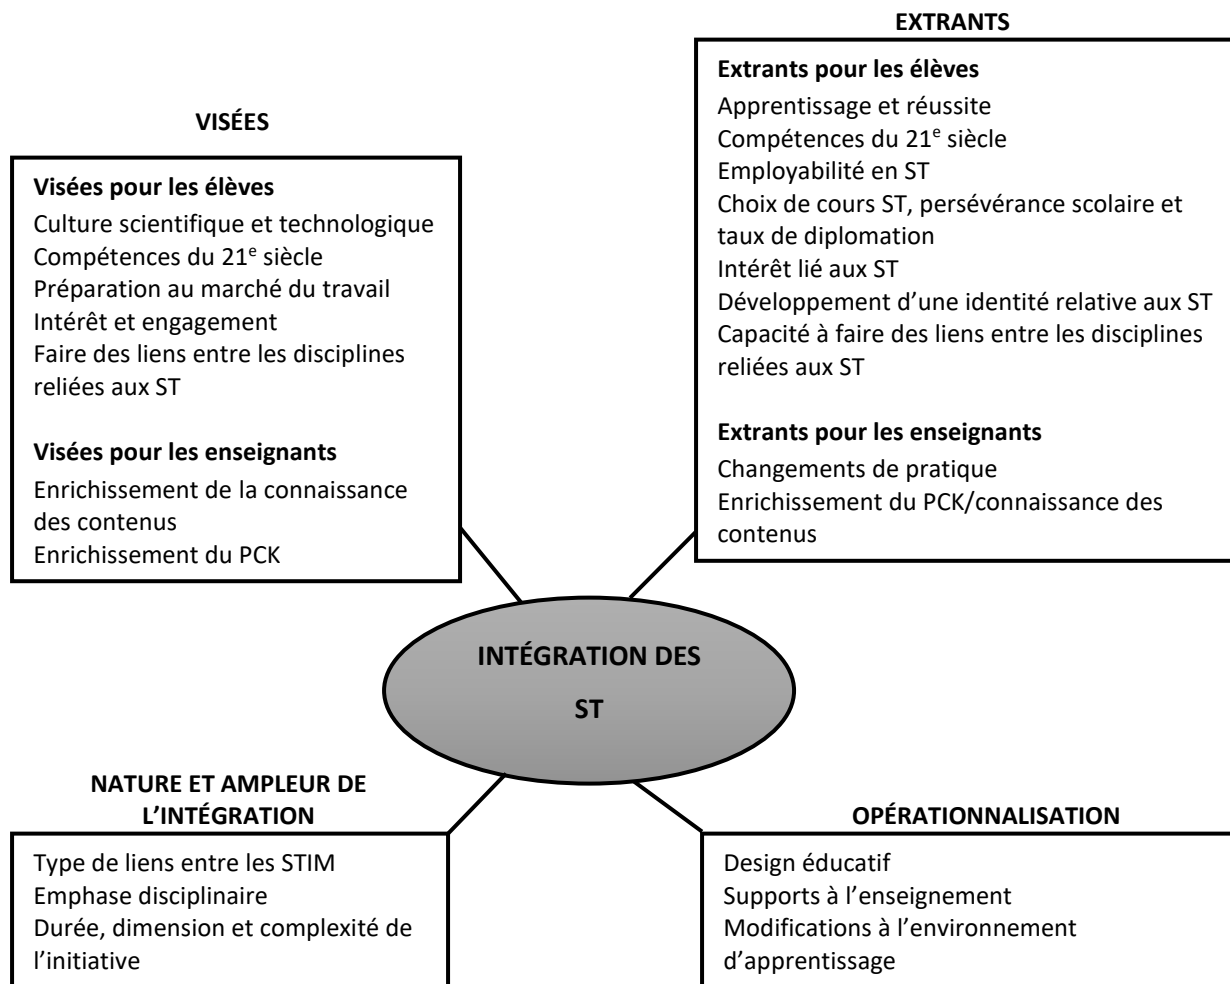 VISÉES
Visées pour les élèves
Culture scientifique et technologique
Compétences du 21e siècle
Préparation au marché du travail
Intérêt et engagement
Faire des liens entre les disciplines
reliées aux ST
Visées pour les enseignants
Enrichissement de la connaissance
des contenus
Enrichissement du PCK
EXTRANTS
Extrants pour les élèves
Apprentissage et réussite
Compétences du 21e siècle
Employabilité en ST
Choix de cours ST, persévérance scolaire et
taux de diplomation
Intérêt lié aux ST
Développement d’une identité relative aux ST
Capacité à faire des liens entre les disciplines
reliées aux ST
Extrants pour les enseignants
Changements de pratique
Enrichissement du PCK/connaissance des
contenus
INTÉGRATION DES
ST
NATURE ET AMPLEUR DE
L’INTÉGRATION
Type de liens entre les STIM
Emphase disciplinaire
Durée, dimension et complexité de
l’initiative
OPÉRATIONNALISATION
Design éducatif
Supports à l’enseignement
Modifications à l’environnement
d’apprentissage